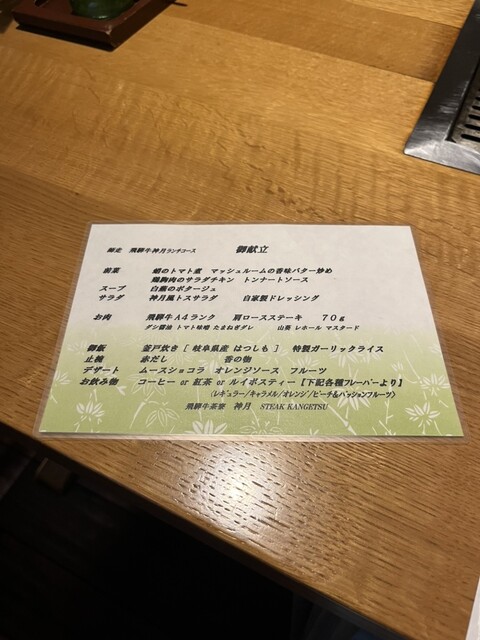 師走 飛騨牛神月ランチコース 御献立
前菜 蛸のトマト煮 マッシュルームの香味バター炒め
鶏胸肉のサラダチキン トンナートソース
スープ 白菜のポタージュ
サラダ 神月風トスサラダ 自家製ドレッシング
お肉 飛騨牛A4ランク 肩ロースステーキ 70g
ダシ醤油 トマト味噌 たまねぎダレ 山葵 レホール マスタード
御飯 釜戸炊き[岐阜県産 はつしも] 特製ガーリックライス
止椀 赤だし 香の物
デザート ムースショコラ オレンジソース フルーツ
お飲み物 コーヒー or 紅茶 or ルイボスティー【下記各種フレーバーより】
(レギュラー/キャラメル/オレンジ/ピーチ&パッションフルーツ)
飛騨牛茶寮 神月 STEAK KANGETSU